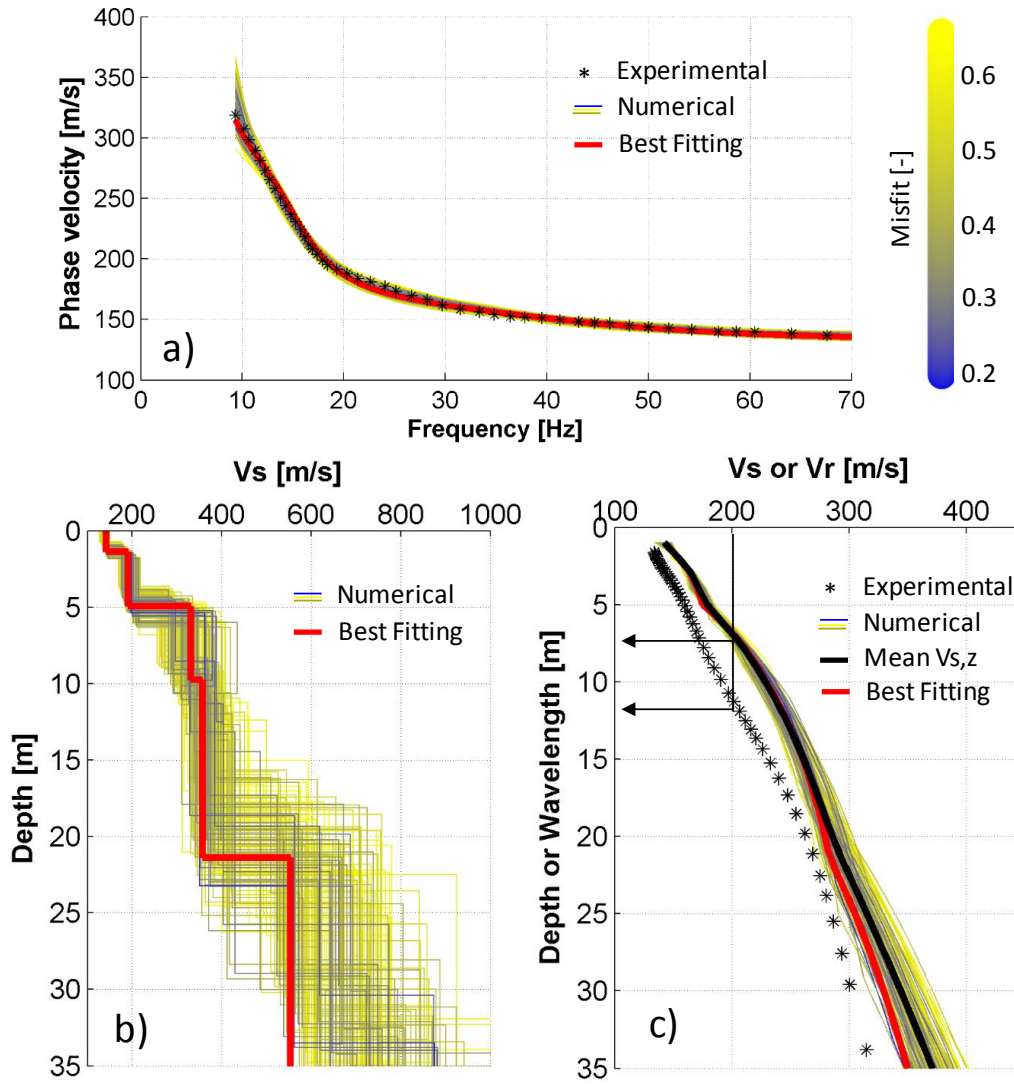 400
350
300
250
200
150
100
Phase velocity [m/s]
Experimental
Numerical
Best Fitting
a)
0 10 20 30 40 50 60 70
Frequency [Hz]
Misfit [-]
0.6
0.5
0.4
0.3
0.2
Vs [m/s]
200 400 600 800 1000
0
5
10
15
20
25
30
35
Depth [m]
Numerical
Best Fitting
b)
Vs or Vr [m/s]
100 200 300 400
0
5
10
15
20
25
30
35
Depth or Wavelength [m]
Experimental
Numerical
Mean Vs,z
Best Fitting
c)